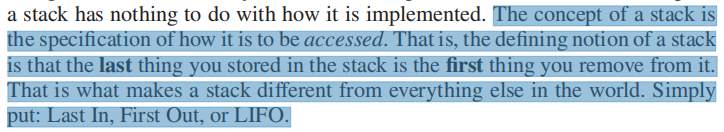 a stack has nothing to do with how it is implemented. The concept of a stack is
the specification of how it is to be accessed. That is, the defining notion of a stack
is that the last thing you stored in the stack is the first thing you remove from it.
That is what makes a stack different from everything else in the world. Simply
put: Last In, First Out, or LIFO.